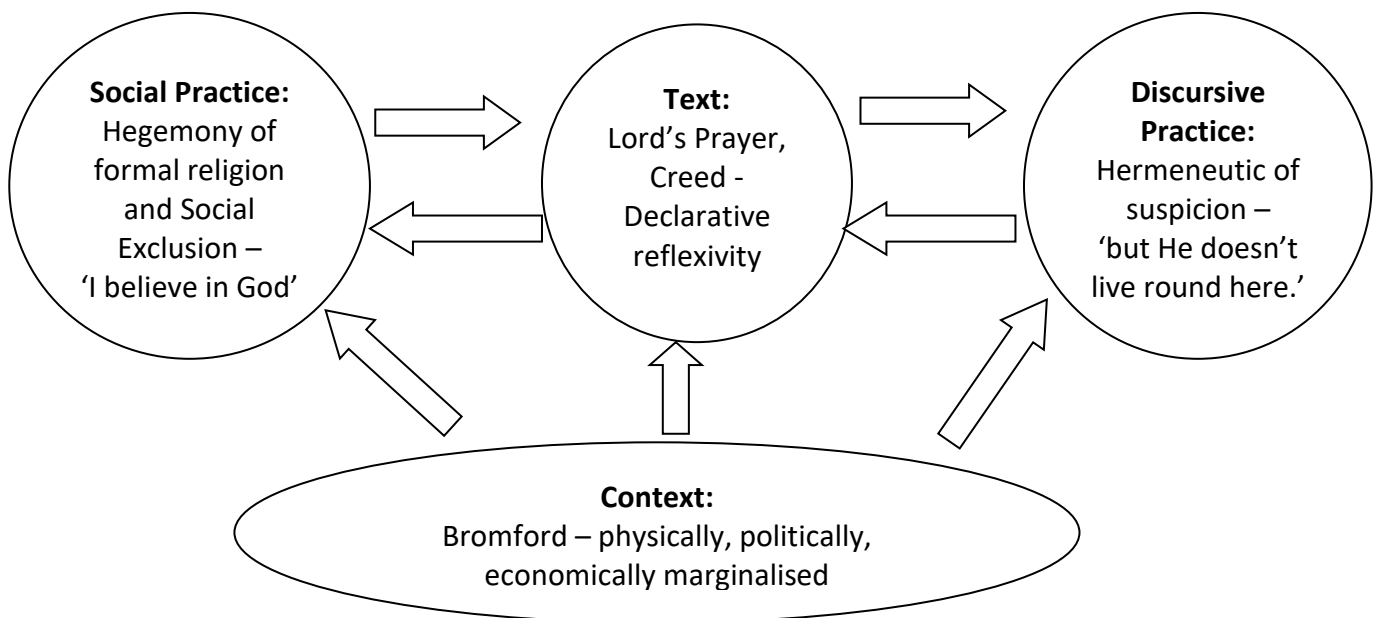 Social Practice:
Hegemony of
formal religion
and Social
Exclusion –
‘I believe in God’
Text:
Lord’s Prayer,
Creed -
Declarative
reflexivity
Discursive
Practice:
Hermeneutic of
suspicion –
‘but He doesn’t
live round here.’
Context:
Bromford – physically, politically,
economically marginalised